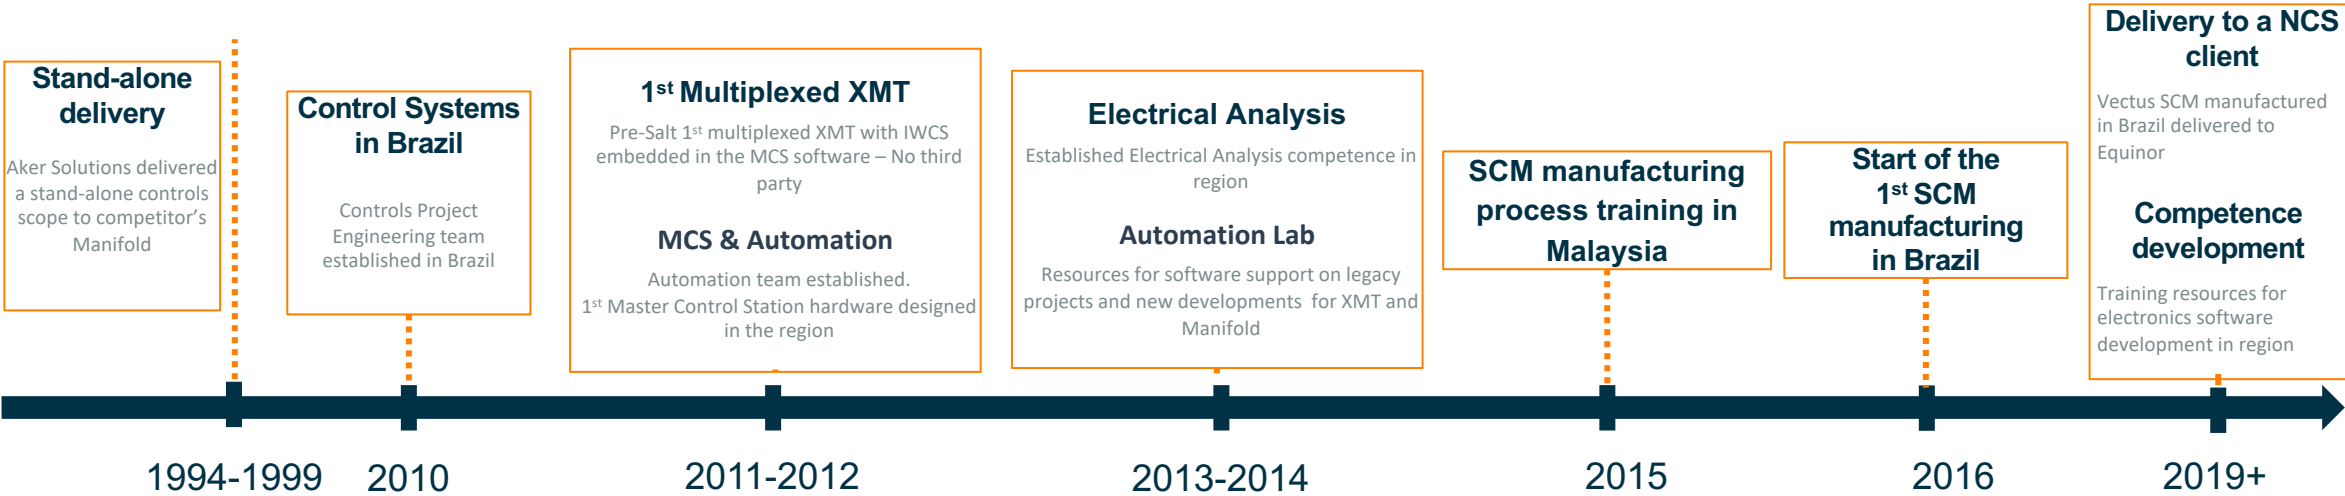 Stand-alone
delivery
Aker Solutions delivered
a stand-alone controls
scope to competitor’s
Manifold
Control Systems
in Brazil
Controls Project
Engineering team
established in Brazil
1st Multiplexed XMT
Pre-Salt 1st multiplexed XMT with IWCS
embedded in the MCS software – No third
party
MCS & Automation
Automation team established.
1st Master Control Station hardware designed
in the region
Electrical Analysis
Established Electrical Analysis competence in
region
Automation Lab
Resources for software support on legacy
projects and new developments for XMT and
Manifold
SCM manufacturing
process training in
Malaysia
Start of the
1st SCM
manufacturing
in Brazil
Delivery to a NCS
client
Vectus SCM manufactured
in Brazil delivered to
Equinor
Competence
development
Training resources for
electronics software
development in region
1994-1999
2010
2011-2012
2013-2014
2015
2016
2019+